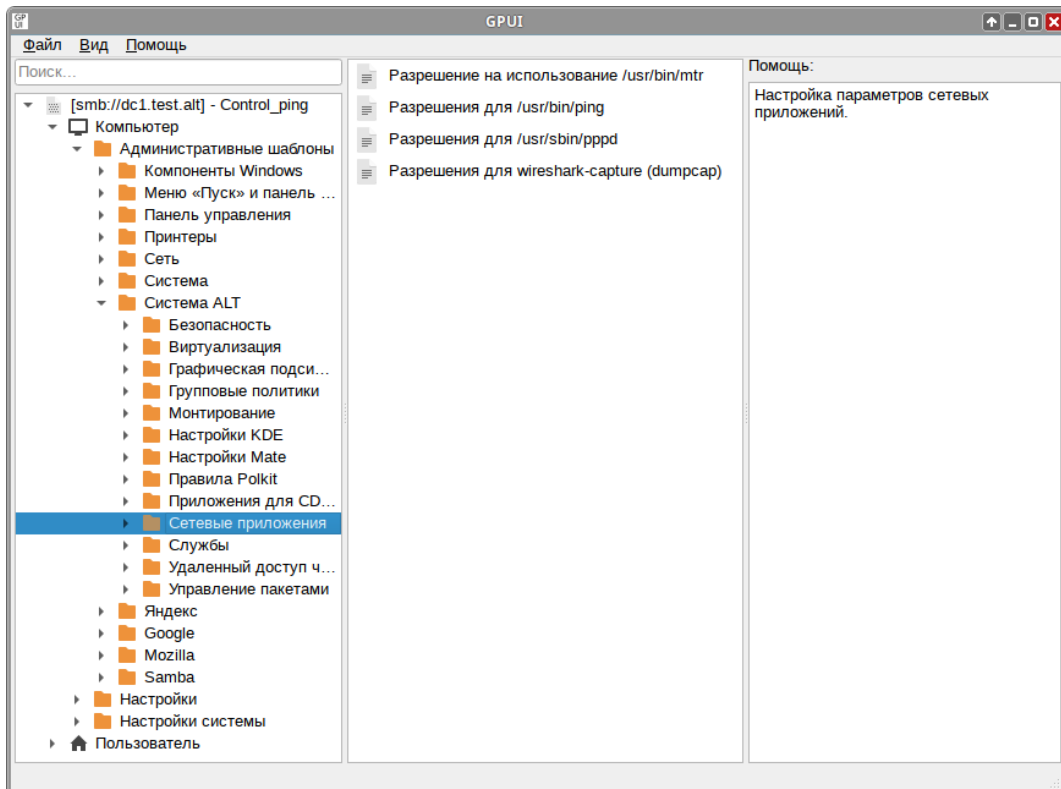 GP
UI
GPUI
Файл Вид Помощь
Поиск...
[smb://dc1.test.alt] - Control_ping
Компьютер
Административные шаблоны
Компоненты Windows
Меню «Пуск» и панель ...
Панель управления
Принтеры
Сеть
Система
Система ALT
Безопасность
Виртуализация
Графическая подси...
Групповые политики
Монтирование
Настройки KDE
Настройки Mate
Правила Polkit
Приложения для CD...
Сетевые приложения
Службы
Удаленный доступ ч...
Управление пакетами
Яндекс
Google
Mozilla
Samba
Настройки
Настройки системы
Пользователь
Разрешение на использование /usr/bin/mtr
Разрешения для /usr/bin/ping
Разрешения для /usr/sbin/pppd
Разрешения для wireshark-capture (dumpcap)
Помощь:
Настройка параметров сетевых
приложений.